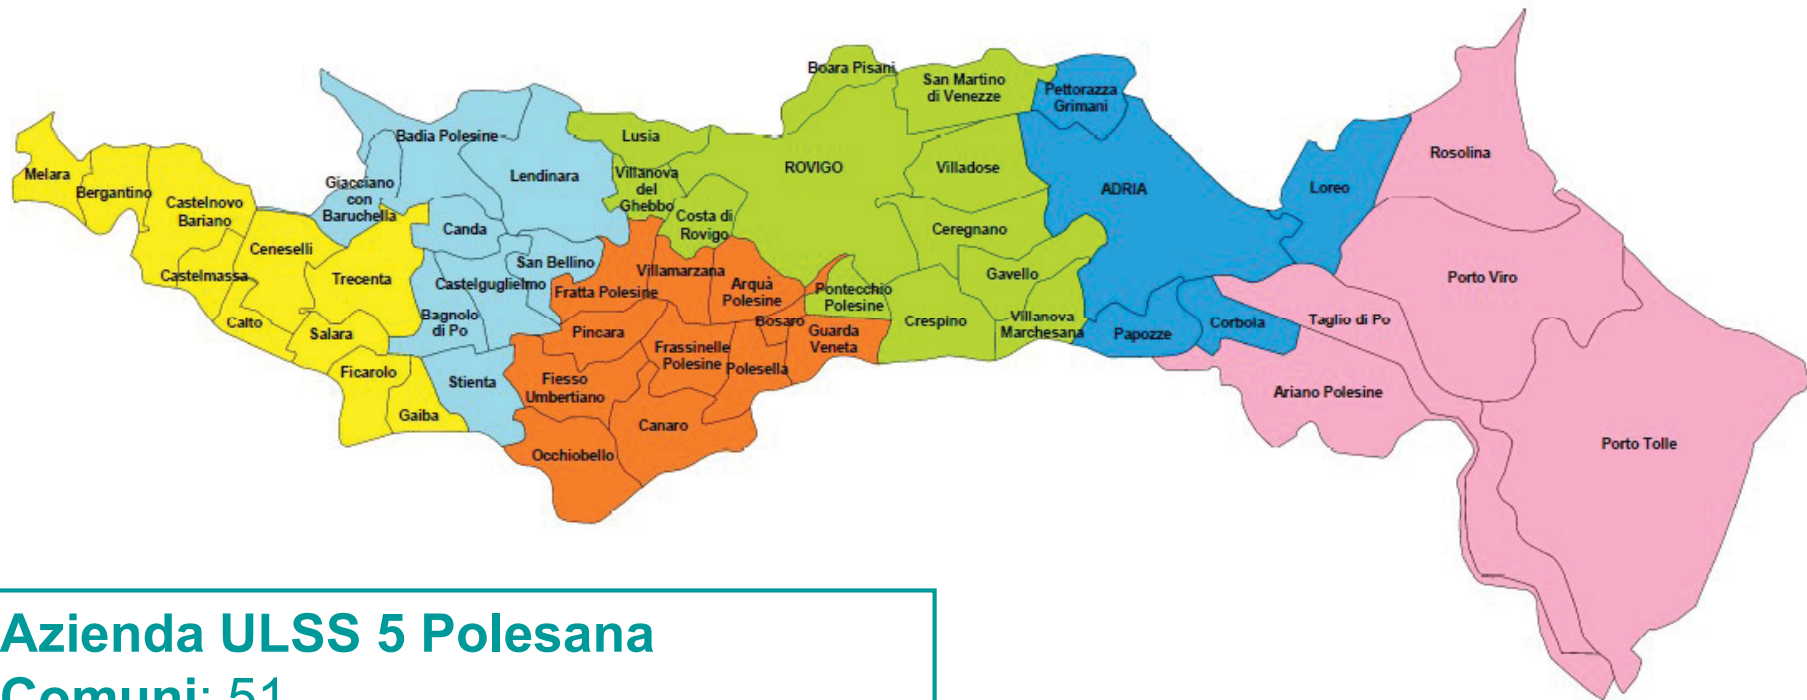 Melara
Bergantino
Castelnovo
Bariano
Castelmassa
Ceneselli
Calto
Trecenta
Salara
Ficarolo
Gaiba
Badia Polesine
Giacciano
con
Baruchella
Lendinara
Canda
San Bellino
Castelguglielmo
Bagnolo
di Po
Stienta
Lusia
Villanova
del
Ghebbo
Costa di
Rovigo
ROVIGO
Boara Pisani
San Martino
di Venezze
Villadose
Ceregnano
Gavello
Pontecchio
Polesine
Crespino
Villanova
Marchesana
Fratta Polesine
Villamarzana
Arquà
Polesine
Bosaro
Guarda
Veneta
Pincara
Frassinelle
Polesine
Polesella
Fiesso
Umbertiano
Canaro
Occhiobello
Pettorazza
Grimani
ADRIA
Loreo
Papozze
Corbola
Rosolina
Porto Viro
Taglio di Po
Ariano Polesine
Porto Tolle
Azienda ULSS 5 Polesana
Comuni: 51